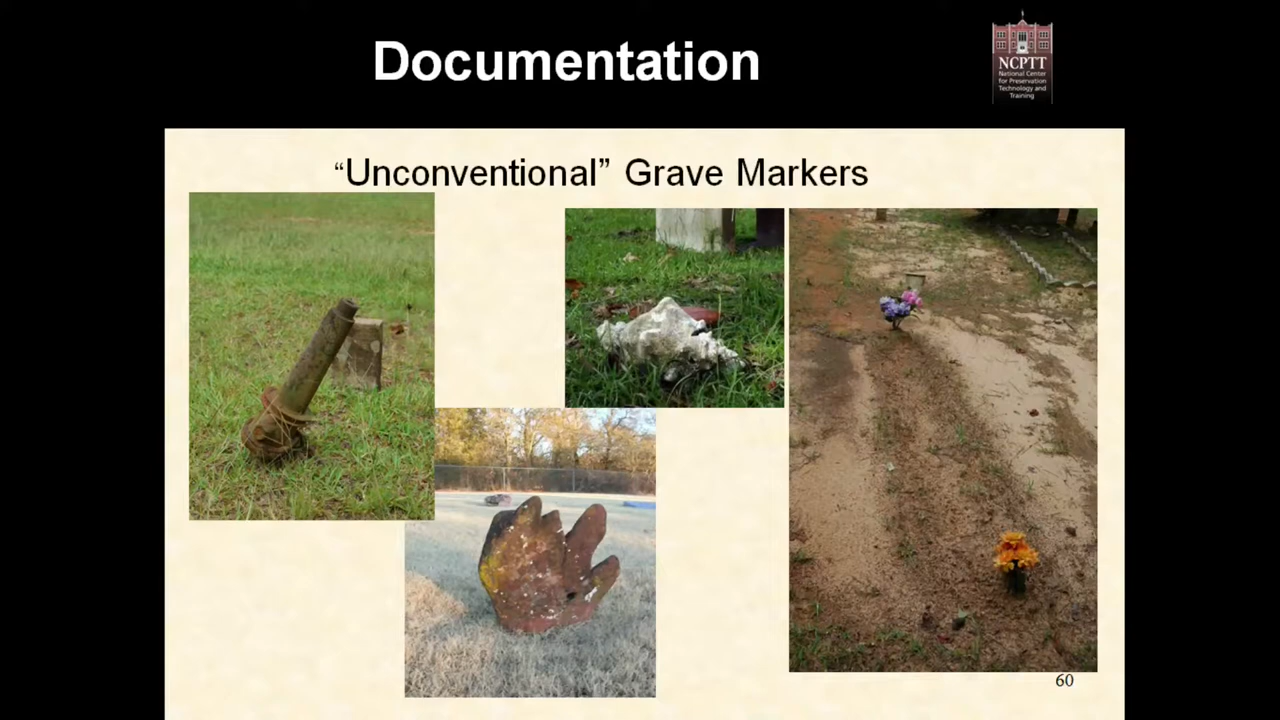 Documentation
NCPTT
National Center
for Preservation
Technology and
Training
“Unconventional” Grave Markers
60